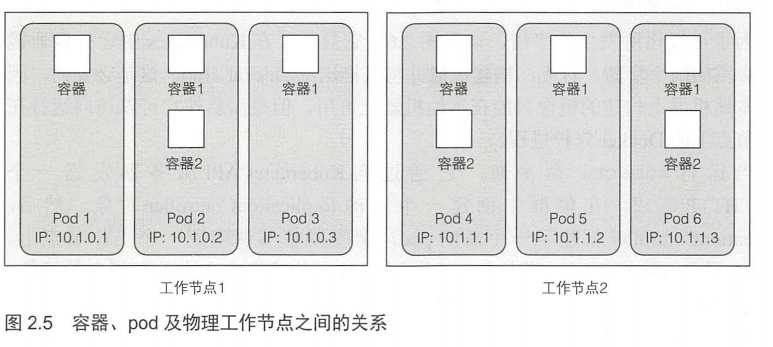 容器
容器1
容器2
Pod 1
IP: 10.1.0.1
Pod 2
IP: 10.1.0.2
容器
Pod 3
IP: 10.1.0.3
容器1
容器2
Pod 4
IP: 10.1.1.1
容器
Pod 5
IP: 10.1.1.2
容器1
容器2
Pod 6
IP: 10.1.1.3
工作节点1
工作节点2
图 2.5 容器、pod 及物理工作节点之间的关系